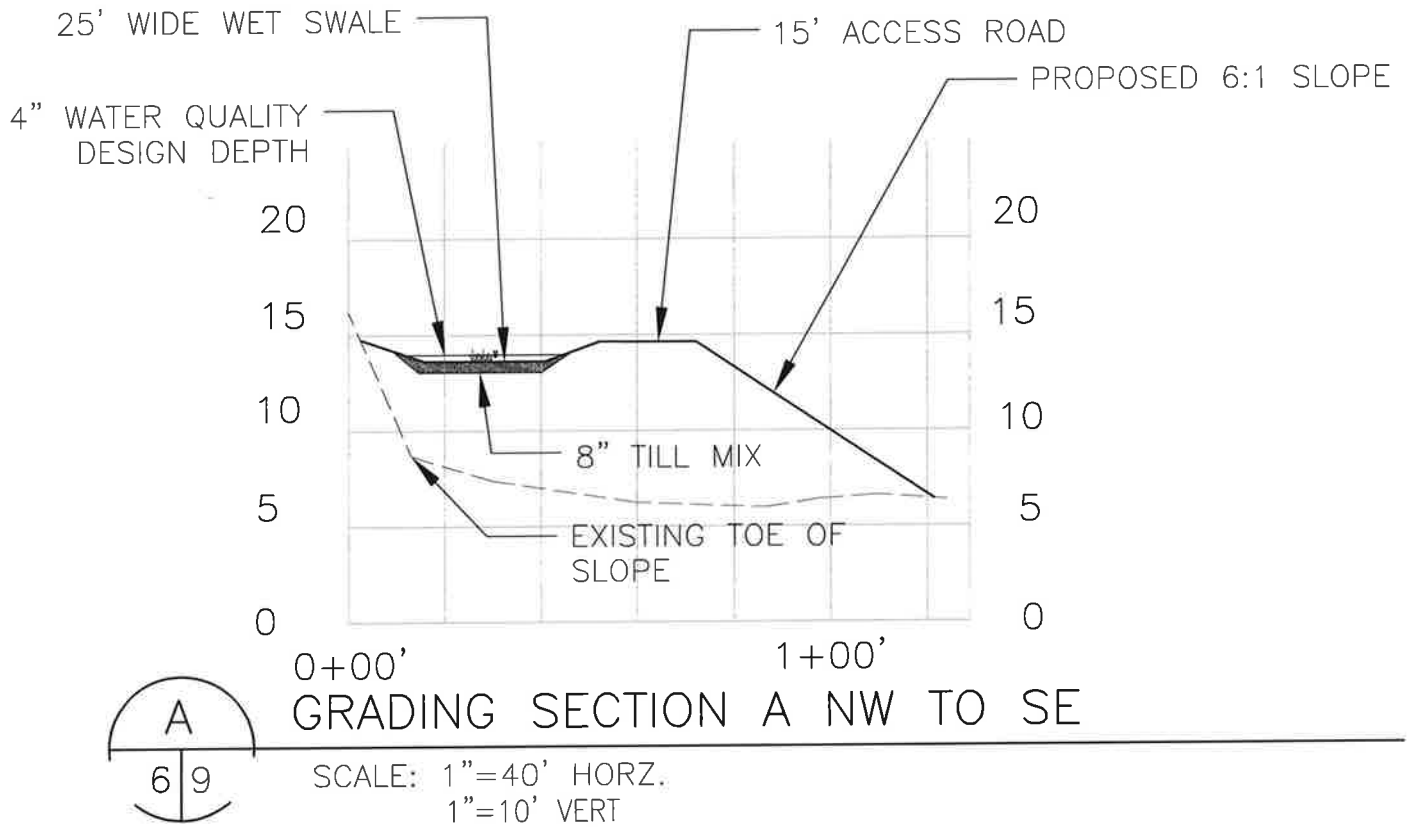 25' WIDE WET SWALE
15' ACCESS ROAD
PROPOSED 6:1 SLOPE
4" WATER QUALITY
DESIGN DEPTH
20
20
15
15
10
10
8" TILL MIX
5
5
EXISTING TOE OF
SLOPE
0
0
0+00'
1+00'
A
GRADING SECTION A NW TO SE
6 9
SCALE: 1"=40' HORZ.
1"=10' VERT